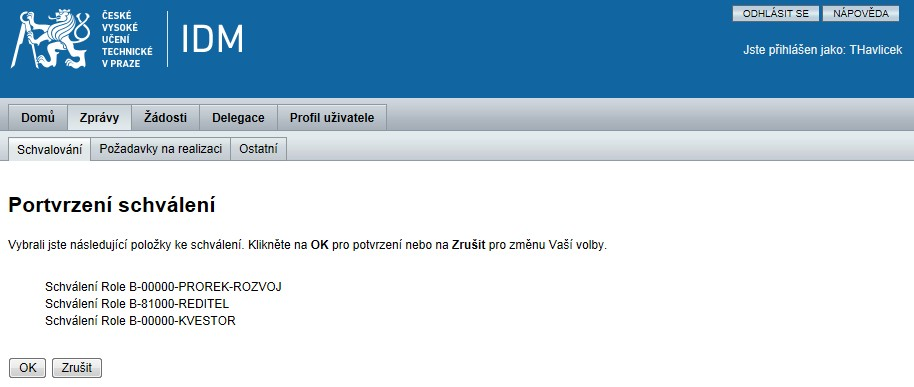 ČESKÉ
VYSOKÉ
UČENÍ
TECHNICKÉ
V PRAZE
IDM
ODHLÁSIT SE NÁPOVĚDA
Jste přihlášen jako: THavlicek
Domů Zprávy Žádosti Delegace Profil uživatele
Schvalování Požadavky na realizaci Ostatní
Portvrzení schválení
Vybrali jste následující položky ke schválení. Klikněte na OK pro potvrzení nebo na Zrušit pro změnu Vaší volby.
Schválení Role B-00000-PROREK-ROZVOJ
Schválení Role B-81000-REDITEL
Schválení Role B-00000-KVESTOR
OK Zrušit